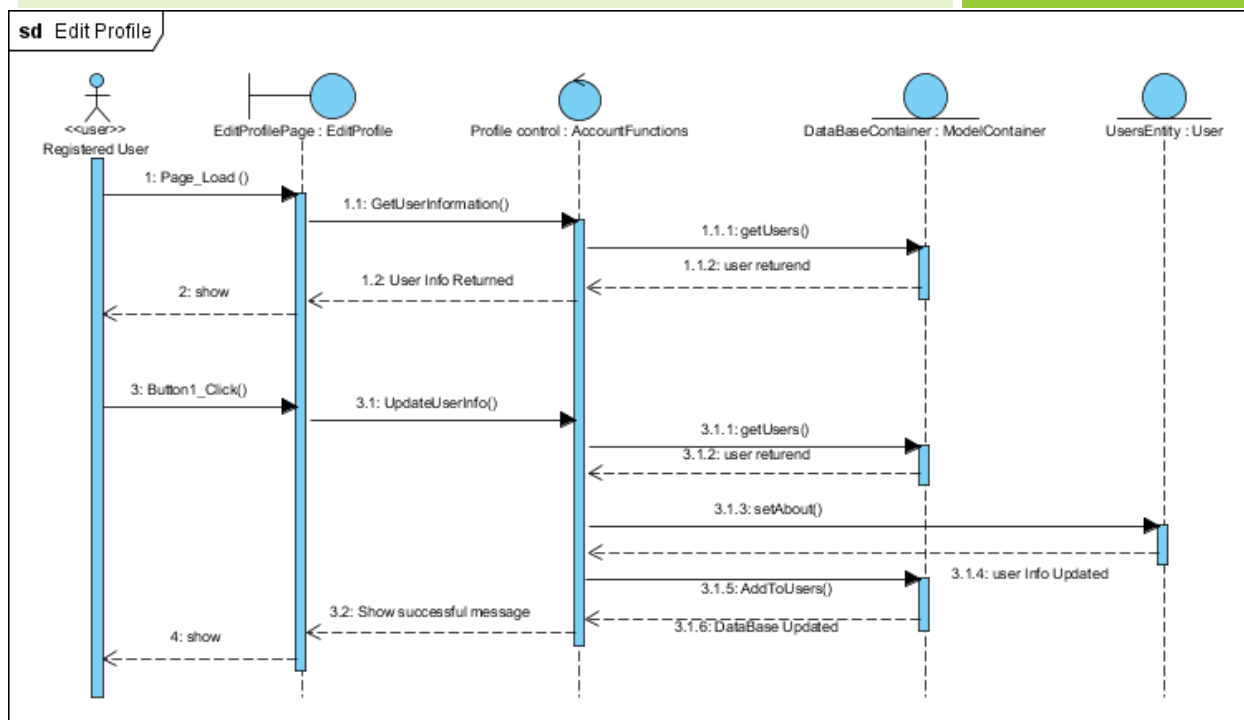 sd Edit Profile
<<user>>
Registered User
EditProfilePage : EditProfile
Profile control : AccountFunctions
DataBaseContainer : ModelContainer
UsersEntity : User
1: Page_Load ()
1.1: GetUserInformation()
1.1.1: getUsers()
1.1.2: user returend
1.2: User Info Returned
2: show
3: Button1_Click()
3.1: UpdateUserInfo()
3.1.1: getUsers()
3.1.2: user returend
3.1.3: setAbout()
3.1.4: user Info Updated
3.1.5: AddToUsers()
3.1.6: DataBase Updated
3.2: Show successful message
4: show